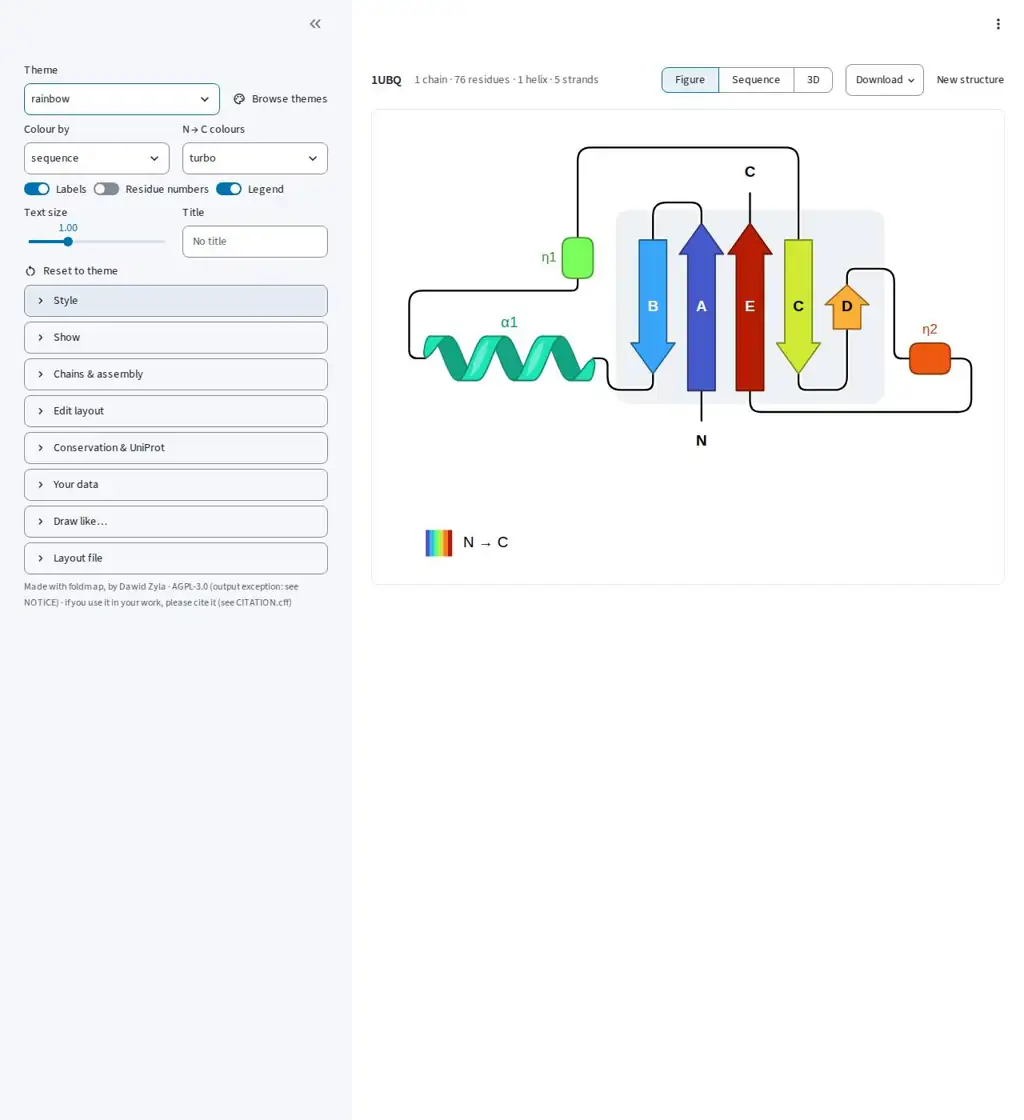 Theme
rainbow
Browse themes
Colour by
N→C colours
sequence
turbo
Labels
Residue numbers
Legend
Text size
Title
1.00
No title
Reset to theme
Style
Show
Chains & assembly
Edit layout
Conservation & UniProt
Your data
Draw like…
Layout file
Made with foldmap, by Dawid Zyla · AGPL-3.0 (output exception: see
NOTICE) · if you use it in your work, please cite it (see CITATION.cff)
1UBQ 1 chain · 76 residues · 1 helix · 5 strands
Figure
Sequence
3D
Download
New structure
C
η1
B
A
E
C
D
α1
η2
N
N → C